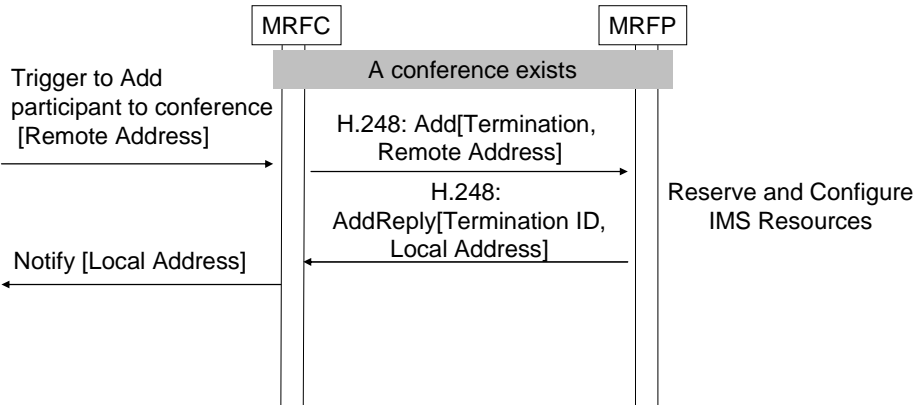 MRFC
MRFP
A conference exists
Trigger to Add
participant to conference
[Remote Address]
H.248: Add[Termination,
Remote Address]
H.248:
AddReply[Termination ID,
Local Address]
Reserve and Configure
IMS Resources
Notify [Local Address]